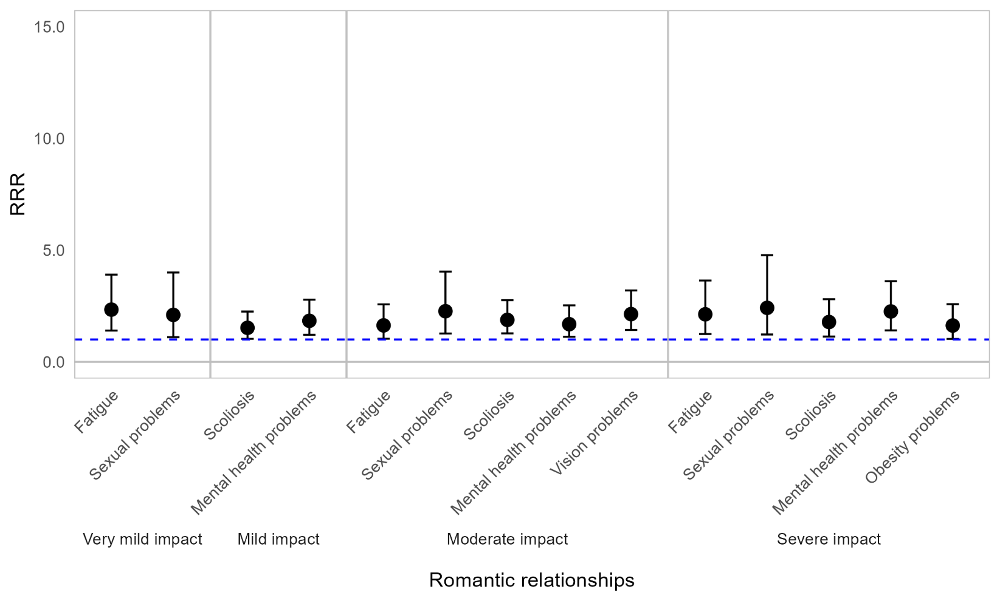 15.0
10.0
5.0
0.0
RRR
Fatigue
Sexual problems
Scoliosis
Mental health problems
Fatigue
Sexual problems
Scoliosis
Mental health problems
Vision problems
Fatigue
Sexual problems
Scoliosis
Mental health problems
Obesity problems
Very mild impact
Mild impact
Moderate impact
Severe impact
Romantic relationships